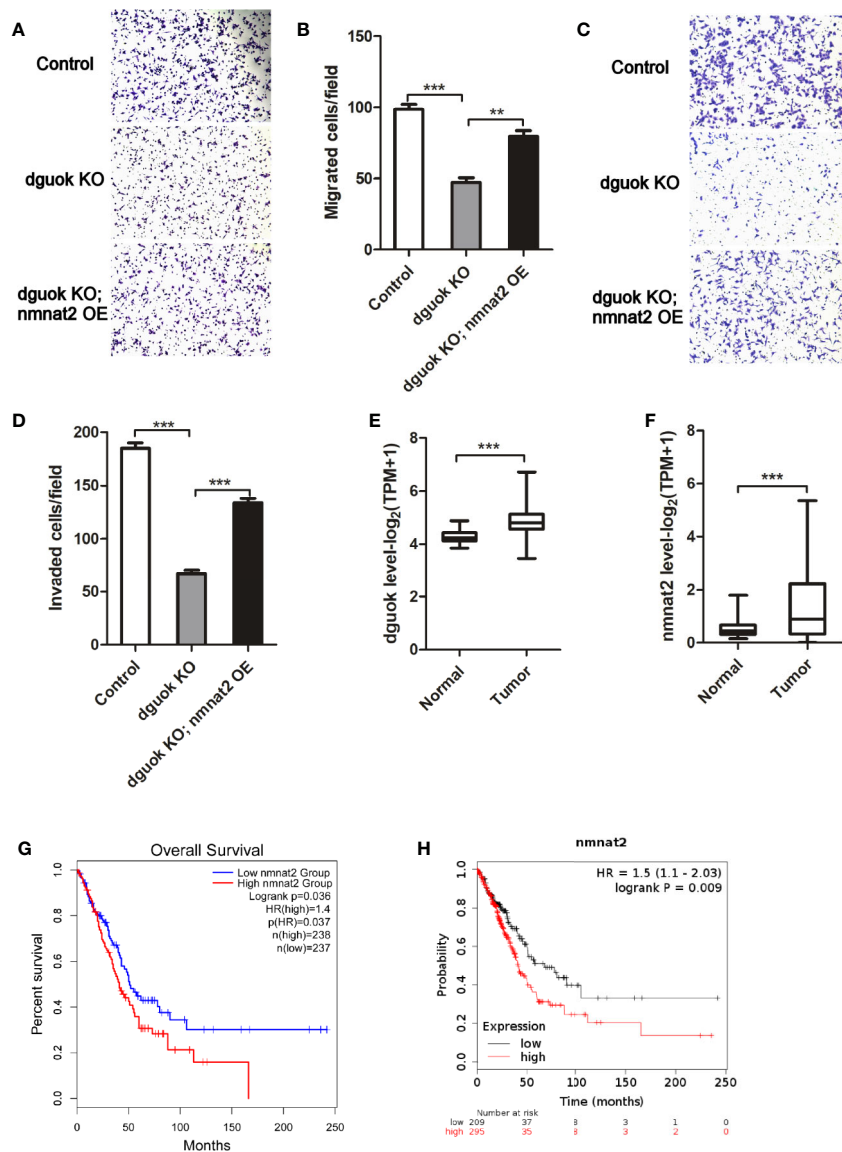 A
Control
dguok KO
dguok KO;
nmnat2 OE
B
Migrated cells/field
150
100
50
0
***
**
Control
dguok KO
dguok KO; nmnat2 OE
C
Control
dguok KO
dguok KO;
nmnat2 OE
D
Invaded cells/field
200
150
100
50
0
***
***
Control
dguok KO
dguok KO; nmnat2 OE
E
dguok level-log2(TPM+1)
8
6
4
2
0
***
Normal
Tumor
F
nmnat2 level-log2(TPM+1)
8
6
4
2
0
***
Normal
Tumor
G
Overall Survival
Low nmnat2 Group
High nmnat2 Group
Logrank p=0.036
HR(high)=1.4
p(HR)=0.037
n(high)=238
n(low)=237
Percent survival
1.0
0.8
0.6
0.4
0.2
0.0
0 50 100 150 200 250
Months
H
nmnat2
HR = 1.5 (1.1 - 2.03)
logrank P = 0.009
Probability
1.0
0.8
0.6
0.4
0.2
0.0
Expression
low
high
0 50 100 150 200 250
Time (months)
Number at risk
low 209 37 8 3 1 0
high 295 35 8 3 2 0